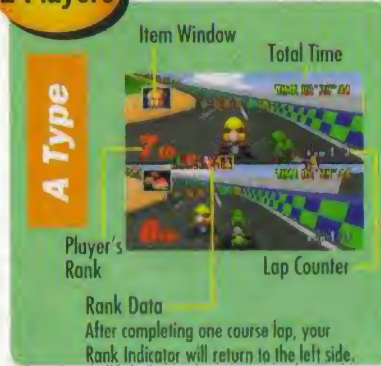 2 Players
Item Window
Total Time
A Type
7
Player's
Rank
Lap Counter
Rank Data
After completing one course lap, your
Rank Indicator will return to the left side.